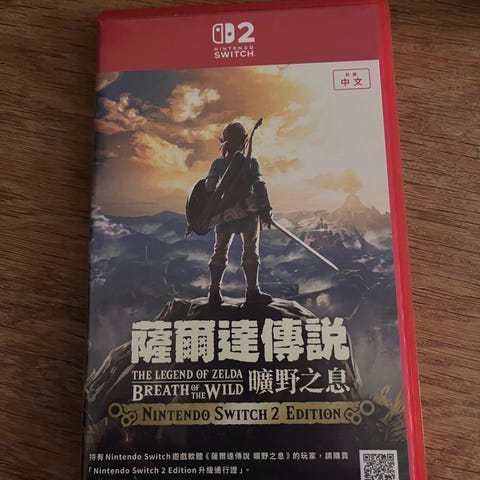 2
NINTENDO
SWITCH
對應
中文
薩爾達傳說
THE LEGEND OF ZELDA
BREATH OF THE WILD 曠野之息
NINTENDO SWITCH 2 EDITION
持有Nintendo Switch遊戲軟體《薩爾達傳說 曠野之息》的玩家，請購買
「Nintendo Switch 2 Edition升級通行證」。